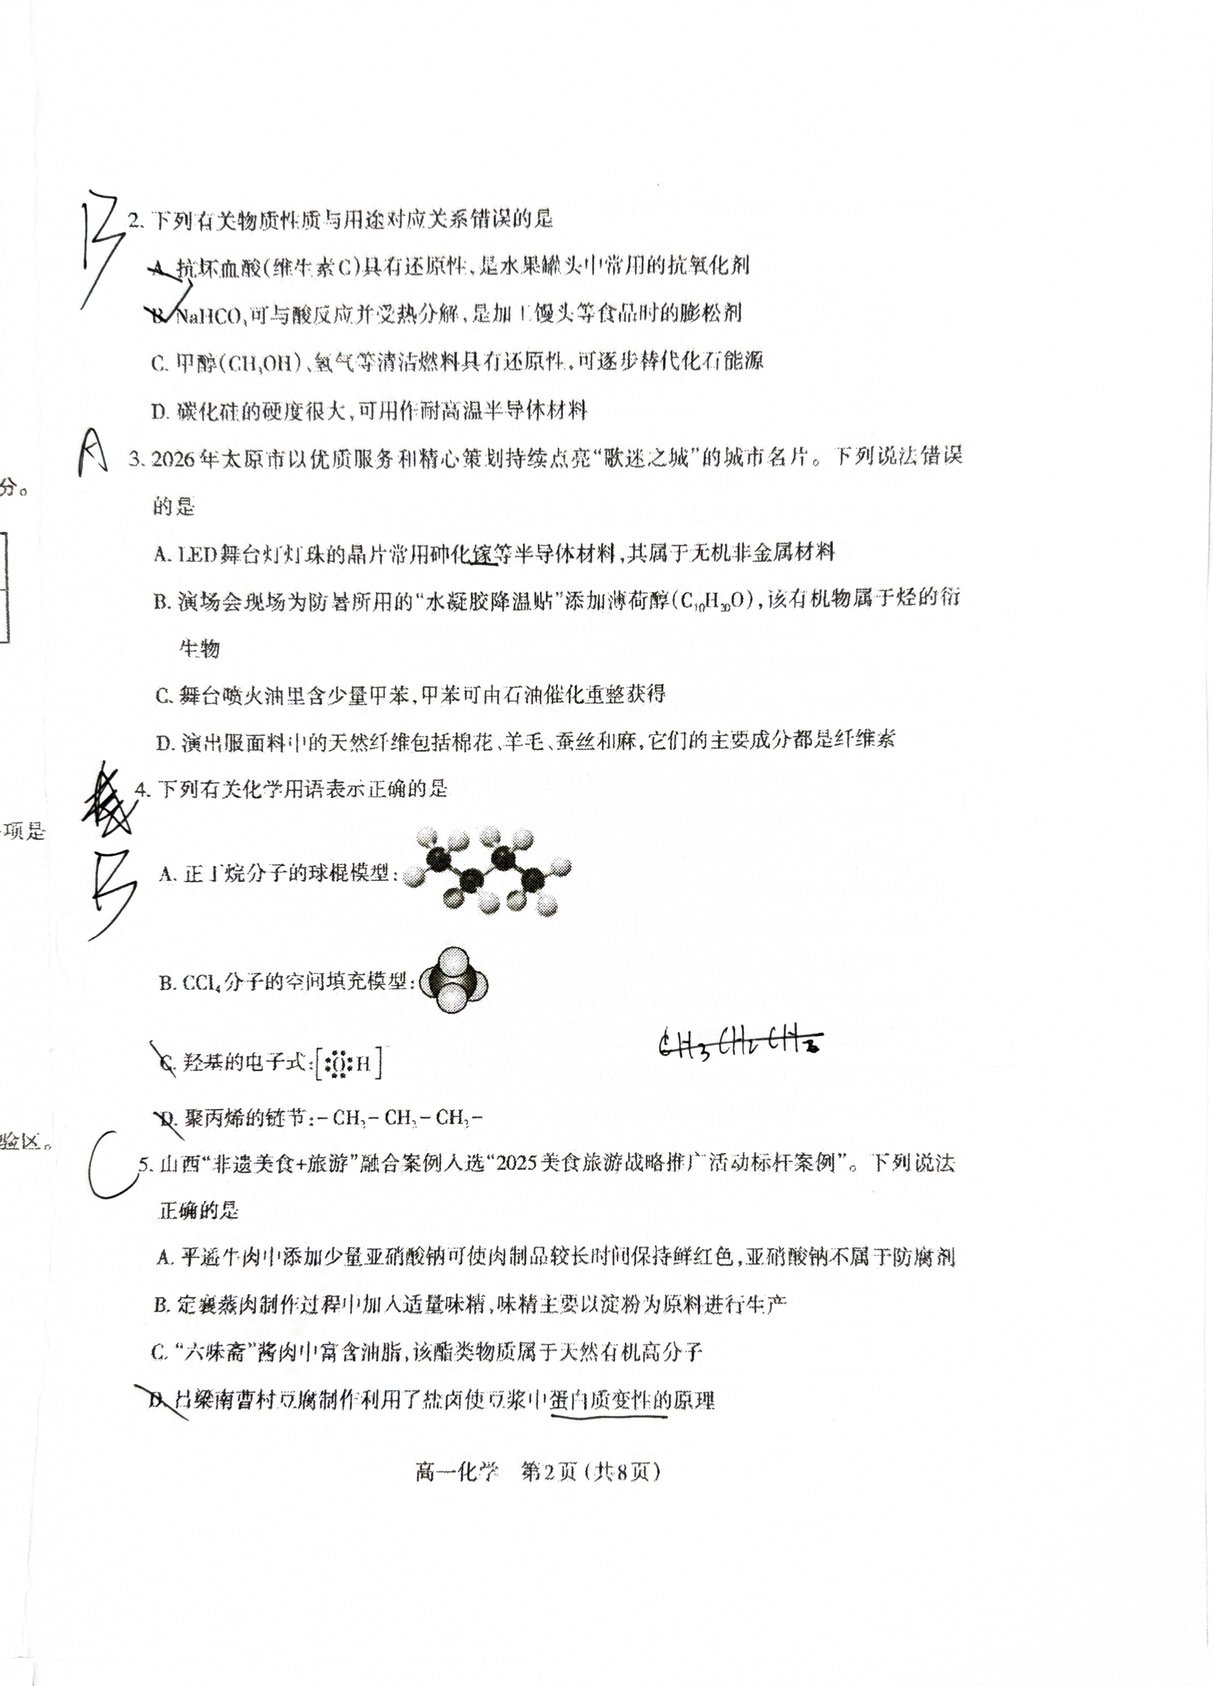 B
2. 下列有关物质性质与用途对应关系错误的是
A. 抗坏血酸(维生素C)具有还原性,是水果罐头中常用的抗氧化剂
B. NaHCO₃可与酸反应并受热分解,是加工馒头等食品时的膨松剂
C. 甲醇(CH₃OH)、氢气等清洁燃料具有还原性,可逐步替代化石能源
D. 碳化硅的硬度很大,可用作耐高温半导体材料
A
3. 2026年太原市以优质服务和精心策划持续点亮“歌迷之城”的城市名片。下列说法错误
分。
的是
A. LED舞台灯灯珠的晶片常用砷化镓等半导体材料,其属于无机非金属材料
B. 演场会现场为防暑所用的“水凝胶降温贴”添加薄荷醇(C₁₀H₂₀O),该有机物属于烃的衍
生物
C. 舞台喷火油里含少量甲苯,甲苯可由石油催化重整获得
D. 演出服面料中的天然纤维包括棉花、羊毛、蚕丝和麻,它们的主要成分都是纤维素
4. 下列有关化学用语表示正确的是
项是
B
A. 正丁烷分子的球棍模型:
B. CCl₄分子的空间填充模型:
CH₃CH₂CH₃
C. 羟基的电子式:[:O:H]
D. 聚丙烯的链节:-CH₂-CH₂-CH₂-
验区。
C
5. 山西“非遗美食+旅游”融合案例入选“2025美食旅游战略推广活动标杆案例”。下列说法
正确的是
A. 平遥牛肉中添加少量亚硝酸钠可使肉制品较长时间保持鲜红色,亚硝酸钠不属于防腐剂
B. 定襄蒸肉制作过程中加入适量味精,味精主要以淀粉为原料进行生产
C. “六味斋”酱肉中富含油脂,该酯类物质属于天然有机高分子
D. 吕梁南曹村豆腐制作利用了盐卤使豆浆中蛋白质变性的原理
高一化学 第2页(共8页)